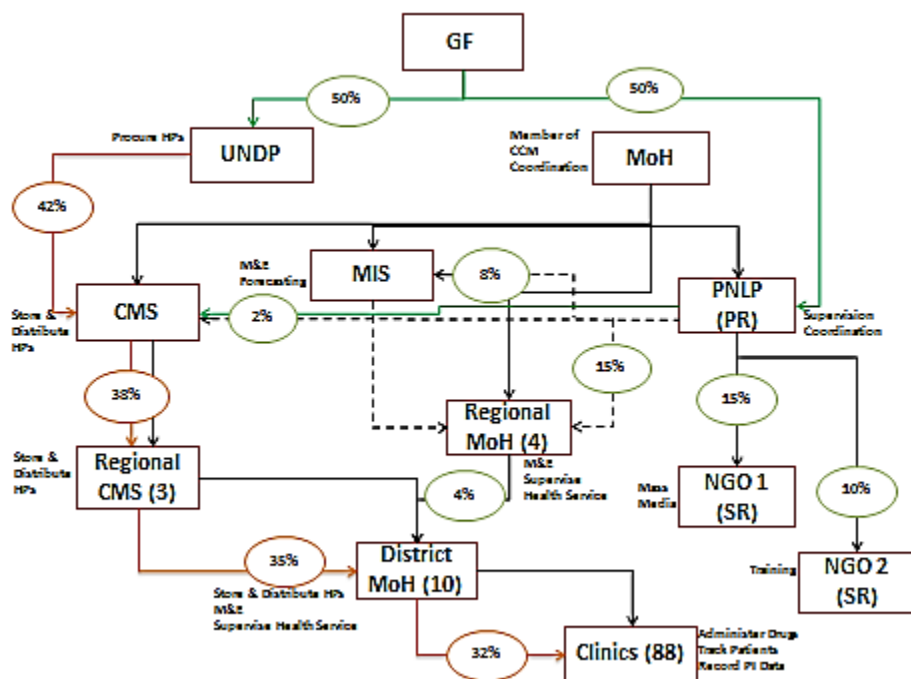 GF
50%
50%
Procure HPs
UNDP
Member of
CCM
Coordination
MoH
42%
M&E
Forecasting
MIS
8%
CMS
Store &
Distribute
HPs
2%
PNLP
(PR)
Supervision
Coordination
38%
15%
15%
Regional
MoH (4)
M&E
Supervise
Health Service
Store &
Distribute
HPs
Regional
CMS (3)
4%
Mass
Media
NGO 1
(SR)
10%
35%
District
MoH (10)
Store & Distribute HPs
M&E
Supervise Health Service
Training
NGO 2
(SR)
32%
Clinics (88)
Administer Drugs
Track Patients
Record PI Data